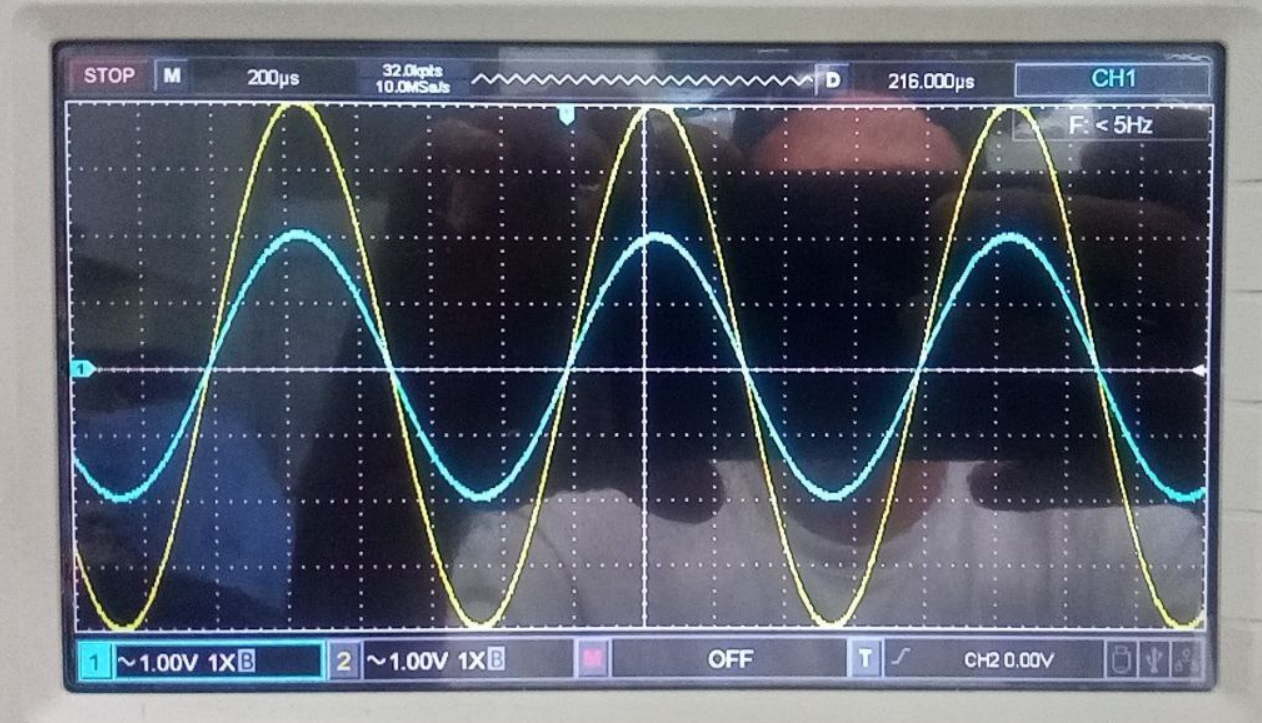 STOP M 200μs 32.0kpts D 216.000μs CH1
10.0MSa/s
F: < 5Hz
1
1 ~1.00V 1X B 2 ~1.00V 1X B M OFF T CH2 0.00V